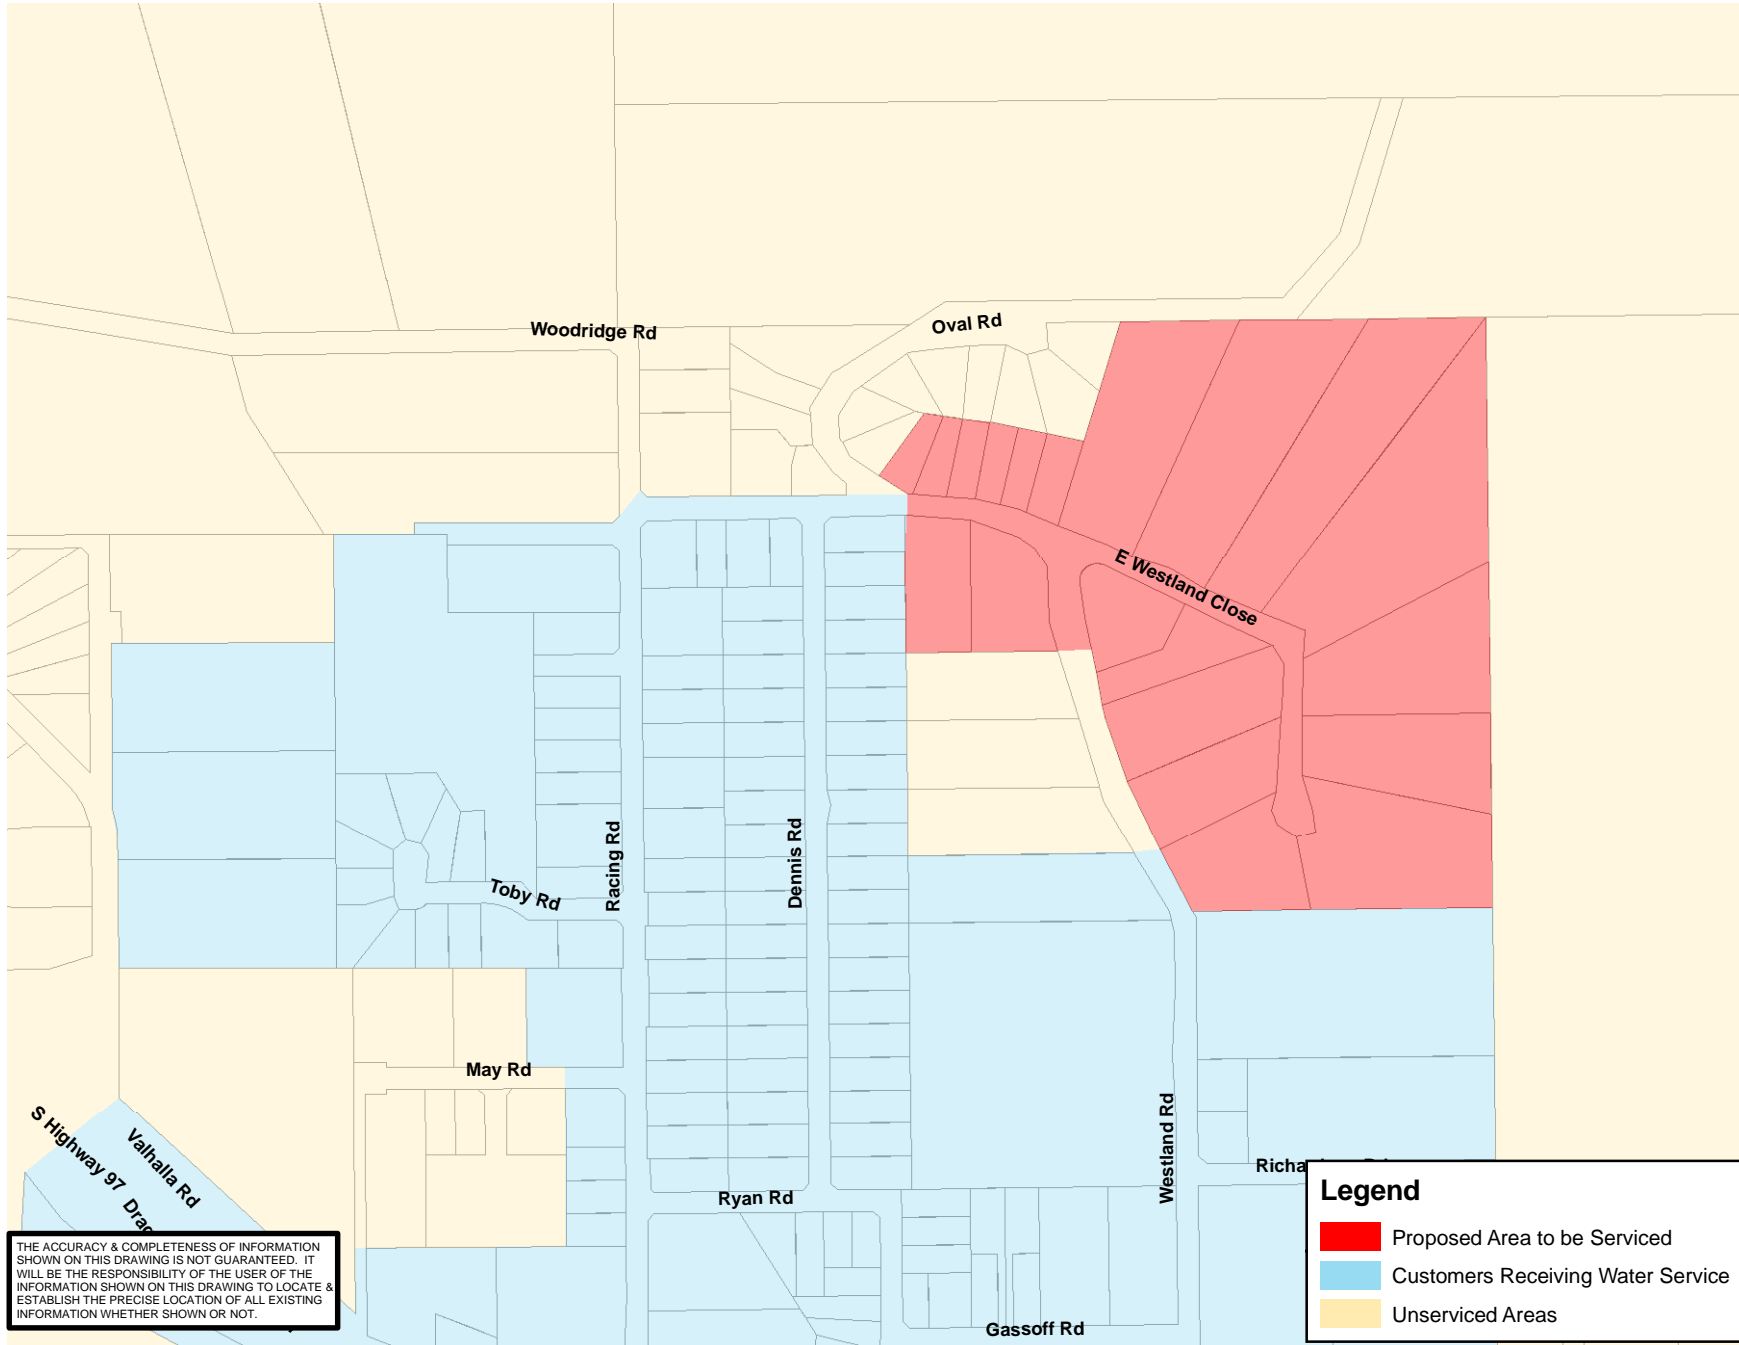 Woodridge Rd
Oval Rd
E Westland Close
Racing Rd
Dennis Rd
Toby Rd
May Rd
S Highway 97
Valhalla Rd
Westland Rd
Ryan Rd
Gassoff Rd
THE ACCURACY & COMPLETENESS OF INFORMATION
SHOWN ON THIS DRAWING IS NOT GUARANTEED. IT
WILL BE THE RESPONSIBILITY OF THE USER OF THE
INFORMATION SHOWN ON THIS DRAWING TO LOCATE &
ESTABLISH THE PRECISE LOCATION OF ALL EXISTING
INFORMATION WHETHER SHOWN OR NOT.
Legend
Proposed Area to be Serviced
Customers Receiving Water Service
Unserviced Areas